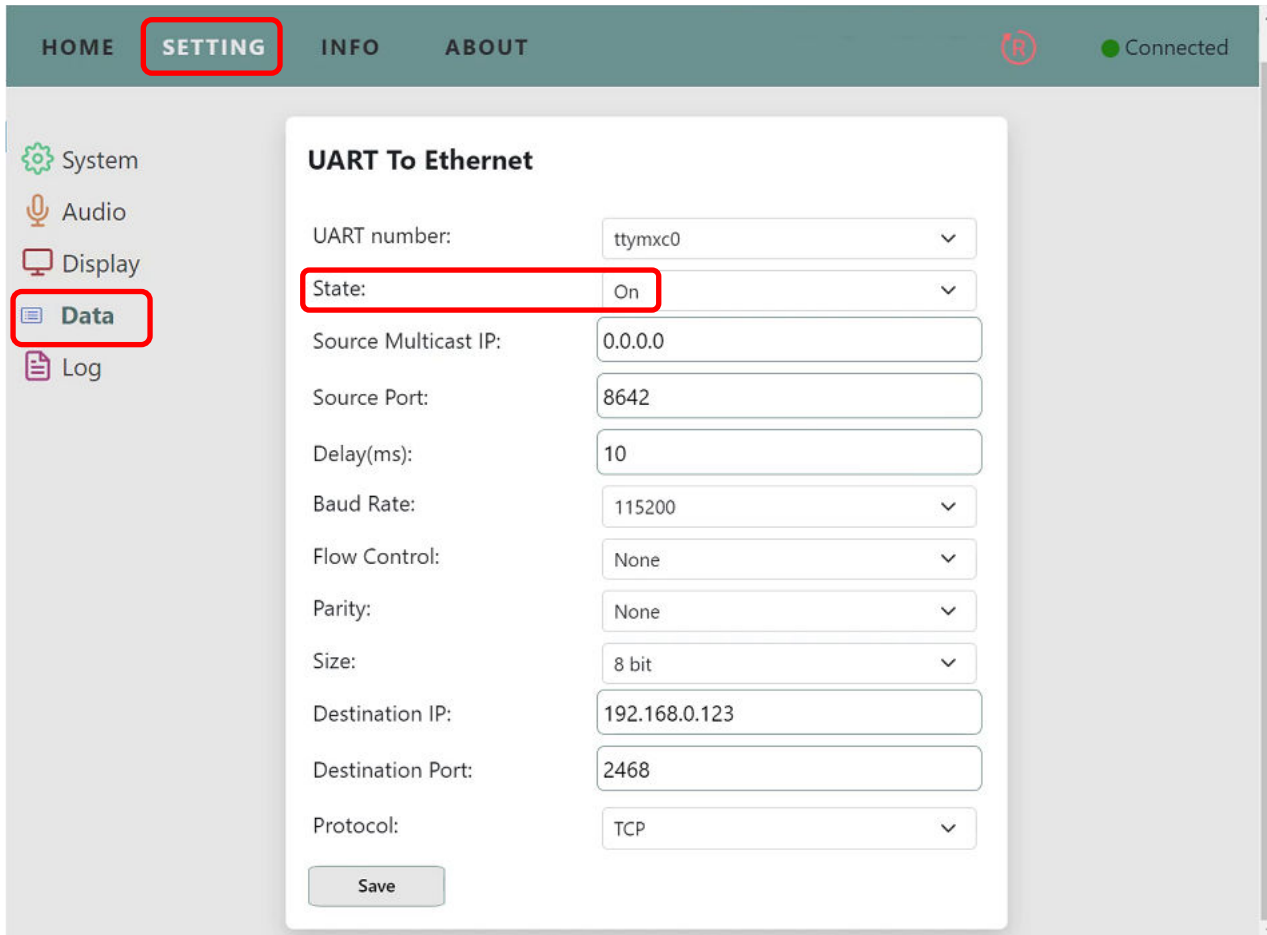 HOME SETTING INFO ABOUT R Connected
System
Audio
Display
Data
Log
UART To Ethernet
UART number: ttymxc0
State: On
Source Multicast IP: 0.0.0.0
Source Port: 8642
Delay(ms): 10
Baud Rate: 115200
Flow Control: None
Parity: None
Size: 8 bit
Destination IP: 192.168.0.123
Destination Port: 2468
Protocol: TCP
Save